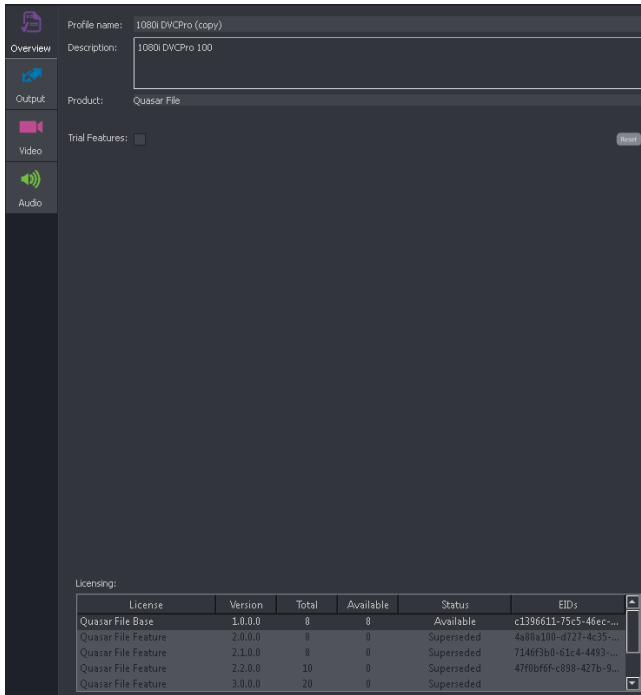 Overview
Output
Video
Audio
Profile name: 1080i DVCPro (copy)
Description: 1080i DVCPro 100
Product: Quasar File
Trial Features:
Reset
Licensing:
License Version Total Available Status EIDs
Quasar File Base 1.0.0.0 8 8 Available c1396611-75c5-46ec-...
Quasar File Feature 2.0.0.0 8 0 Superseded 4a88a100-d727-4c35-...
Quasar File Feature 2.1.0.0 8 0 Superseded 7146f3b0-61c4-4493-...
Quasar File Feature 2.2.0.0 10 0 Superseded 47f0bf6f-c898-427b-9...
Quasar File Feature 3.0.0.0 20 0 Superseded